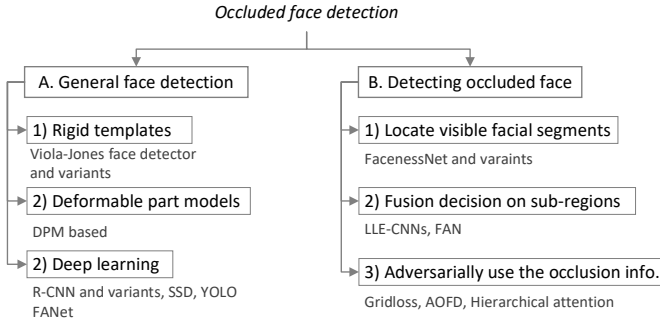 Occluded face detection
A. General face detection
1) Rigid templates
Viola-Jones face detector
and variants
2) Deformable part models
DPM based
2) Deep learning
R-CNN and variants, SSD, YOLO
FANet
B. Detecting occluded face
1) Locate visible facial segments
FacenessNet and varaints
2) Fusion decision on sub-regions
LLE-CNNs, FAN
3) Adversarially use the occlusion info.
Gridloss, AOFD, Hierarchical attention